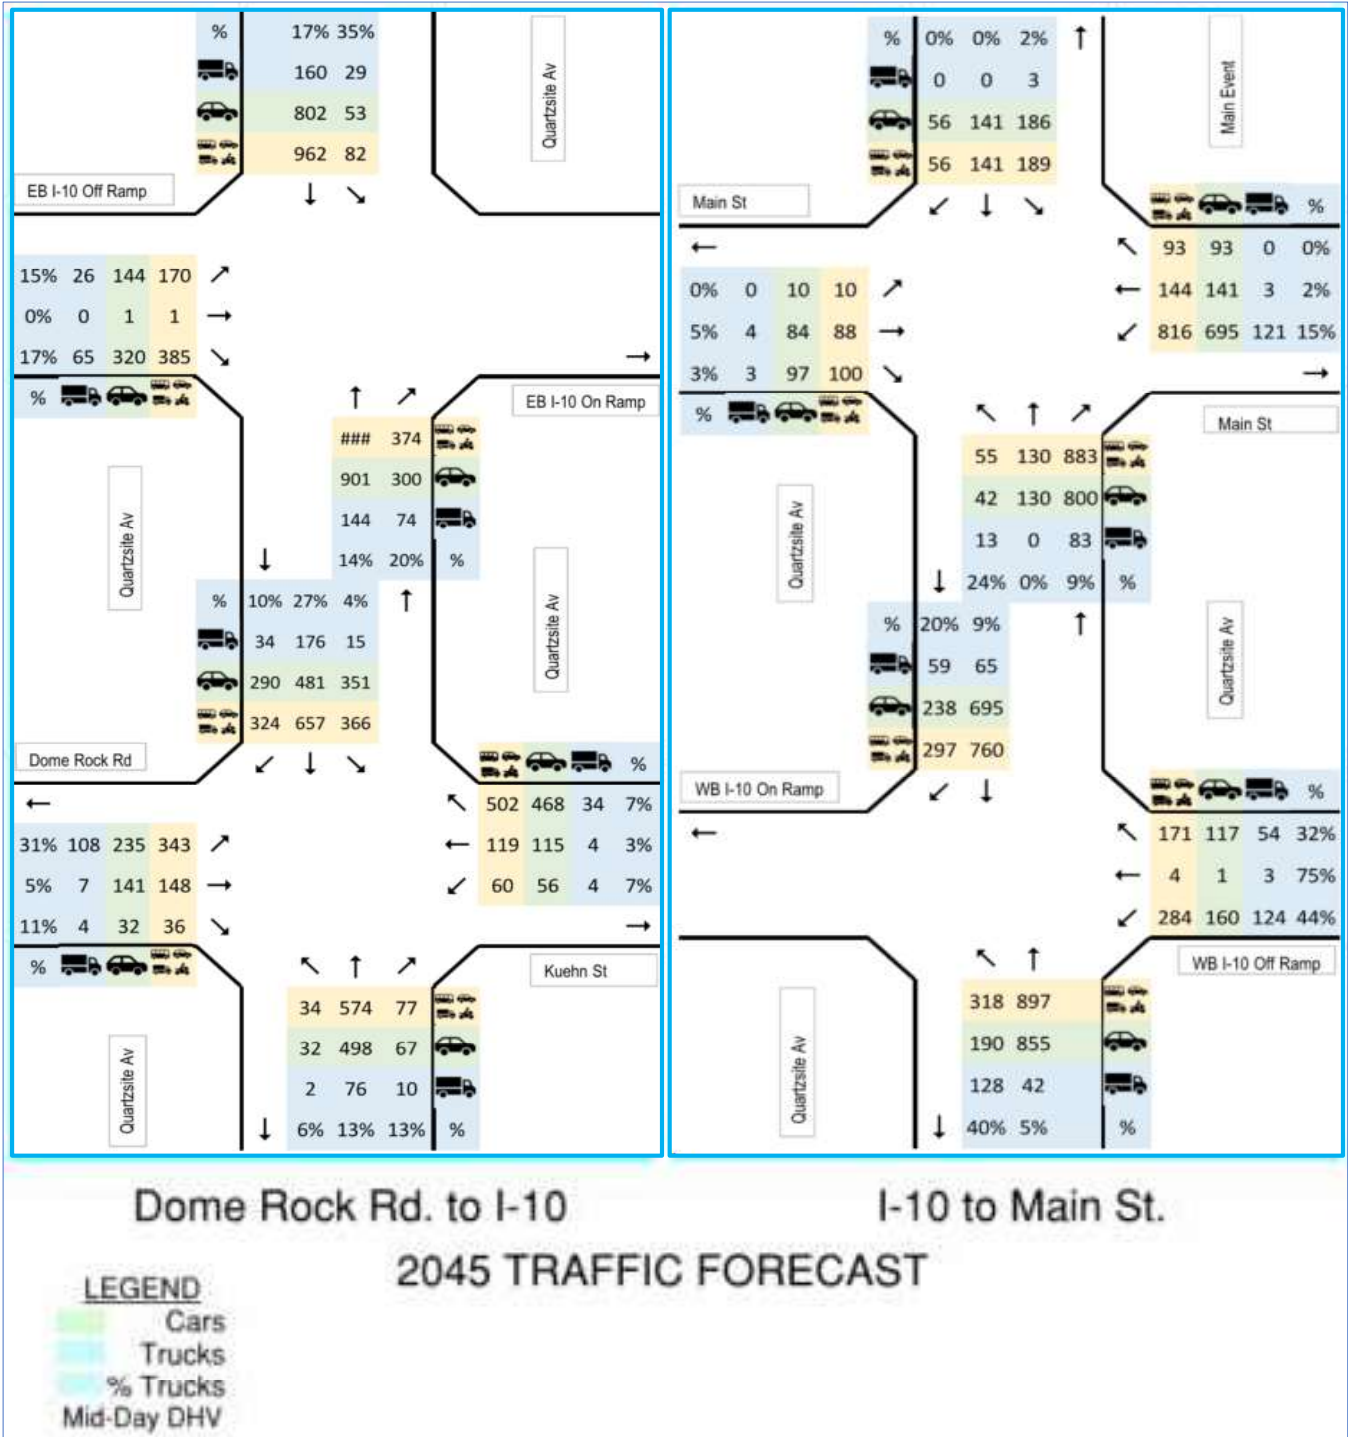 % 17% 35%
160 29
802 53
962 82
Quartzsite Av
EB I-10 Off Ramp
15% 26 144 170
0% 0 1 1
17% 65 320 385
%
EB I-10 On Ramp
### 374
901 300
144 74
14% 20% %
Quartzsite Av
Quartzsite Av
% 10% 27% 4%
34 176 15
290 481 351
324 657 366
Dome Rock Rd
%
502 468 34 7%
119 115 4 3%
60 56 4 7%
31% 108 235 343
5% 7 141 148
11% 4 32 36
%
Kuehn St
34 574 77
32 498 67
2 76 10
6% 13% 13% %
Quartzsite Av
% 0% 0% 2%
0 0 3
56 141 186
56 141 189
Main Event
Main St
%
93 93 0 0%
144 141 3 2%
816 695 121 15%
0% 0 10 10
5% 4 84 88
3% 3 97 100
%
Main St
55 130 883
42 130 800
13 0 83
24% 0% 9% %
Quartzsite Av
Quartzsite Av
% 20% 9%
59 65
238 695
297 760
WB I-10 On Ramp
%
171 117 54 32%
4 1 3 75%
284 160 124 44%
WB I-10 Off Ramp
318 897
190 855
128 42
40% 5% %
Quartzsite Av
Dome Rock Rd. to I-10
I-10 to Main St.
2045 TRAFFIC FORECAST
LEGEND
Cars
Trucks
% Trucks
Mid-Day DHV